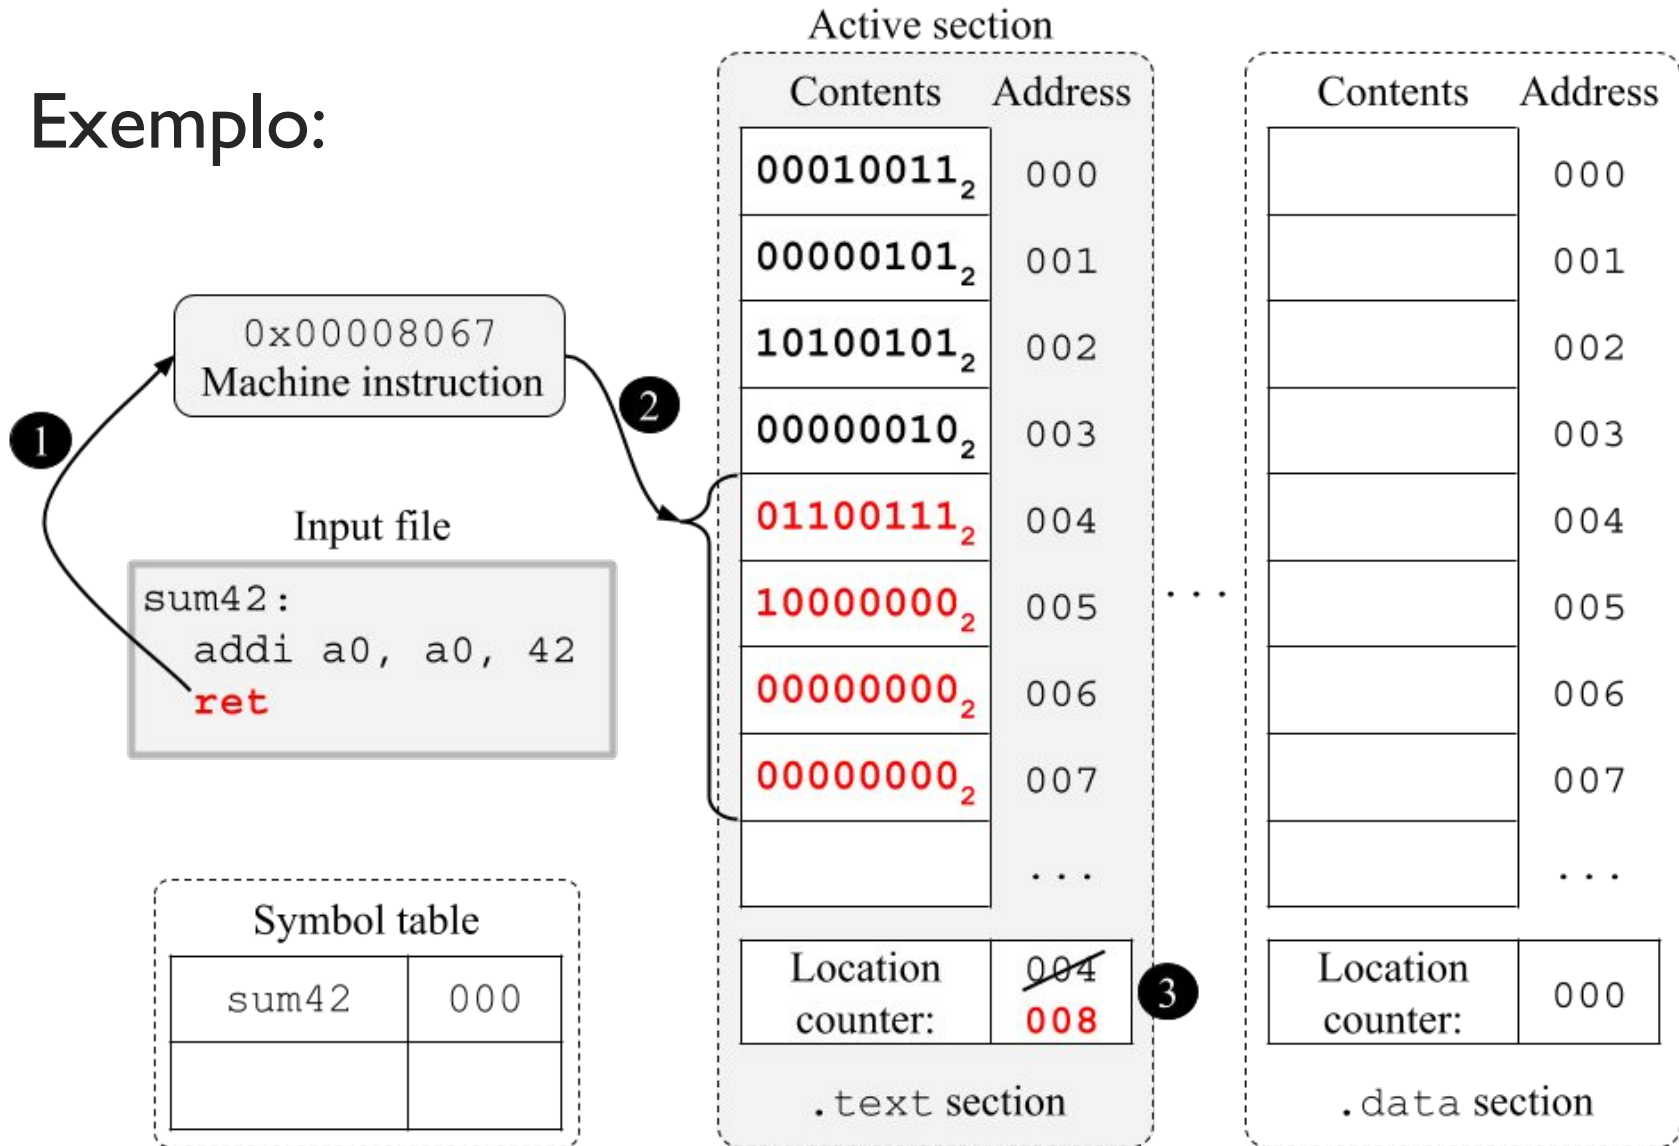 Exemplo:
0x00008067
Machine instruction
1
2
Input file
sum42:
addi a0, a0, 42
ret
Symbol table
sum42 000
Active section
Contents Address
00010011₂ 000
00000101₂ 001
10100101₂ 002
00000010₂ 003
01100111₂ 004
10000000₂ 005
00000000₂ 006
00000000₂ 007
...
Location counter: 004 008
3
.text section
...
Contents Address
000
001
002
003
004
005
006
007
...
Location counter: 000
.data section